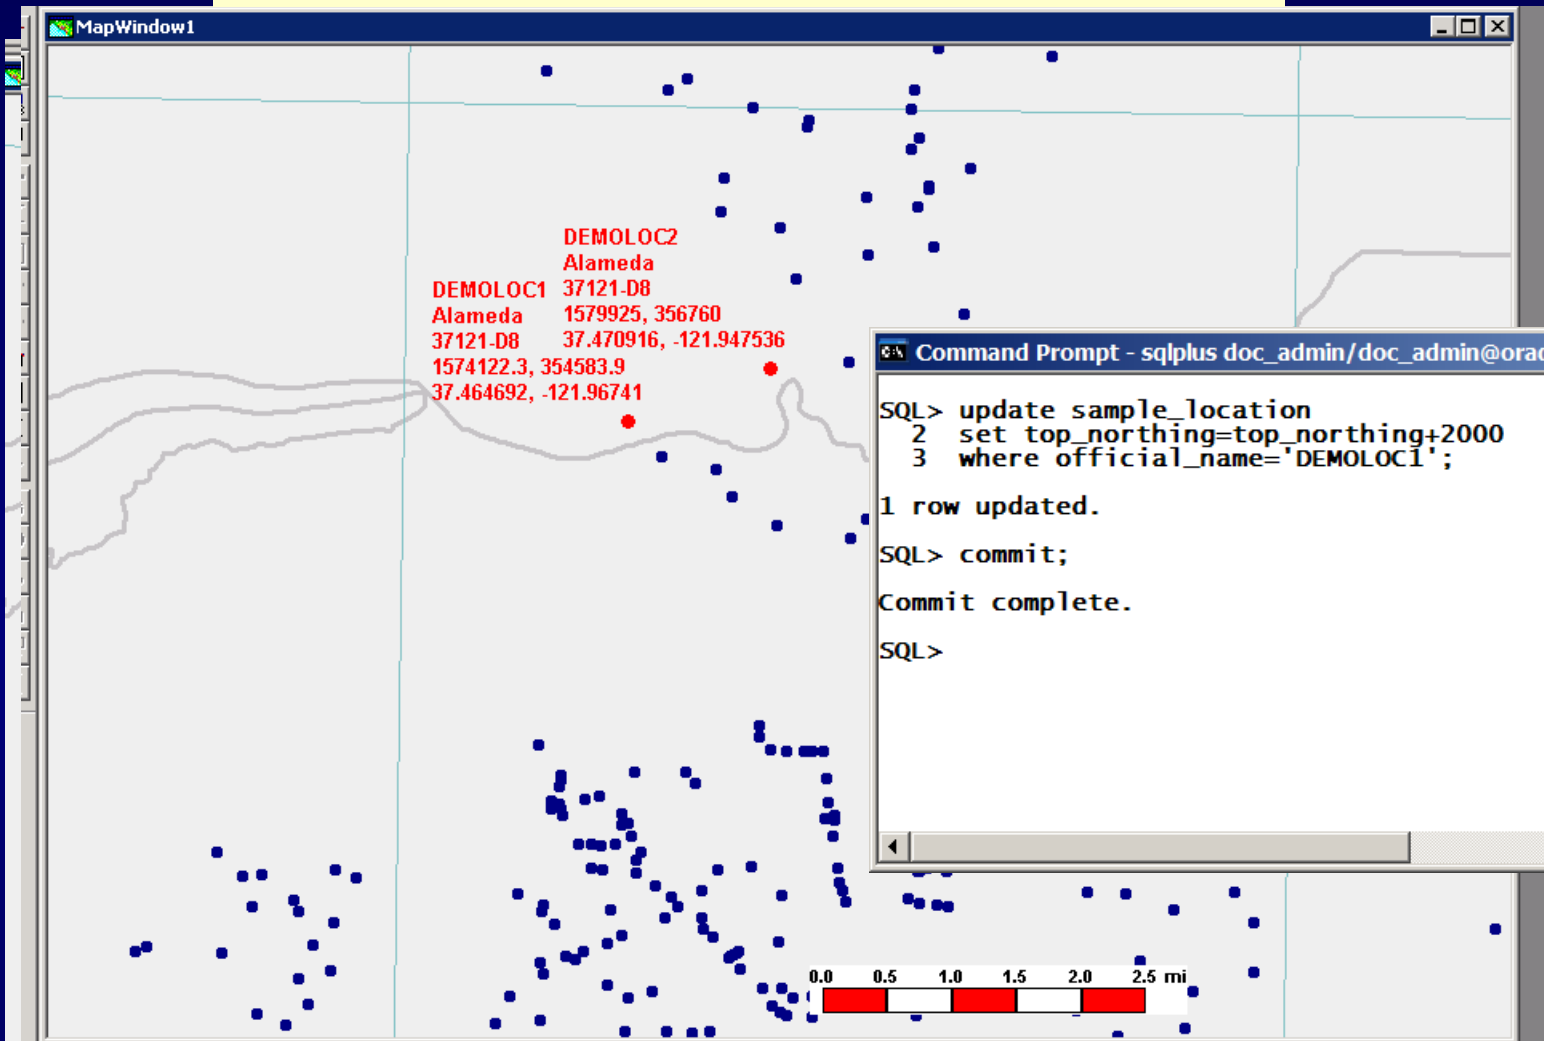 MapWindow1
DEMOLOC2
Alameda
37121-D8
1579925, 356760
37.470916, -121.947536
DEMOLOC1
Alameda
37121-D8
1574122.3, 354583.9
37.464692, -121.96741
Command Prompt - sqlplus doc_admin/doc_admin@orac
SQL> update sample_location
2 set top_northing=top_northing+2000
3 where official_name='DEMOLOC1';
1 row updated.
SQL> commit;
Commit complete.
SQL>
0.0 0.5 1.0 1.5 2.0 2.5 mi